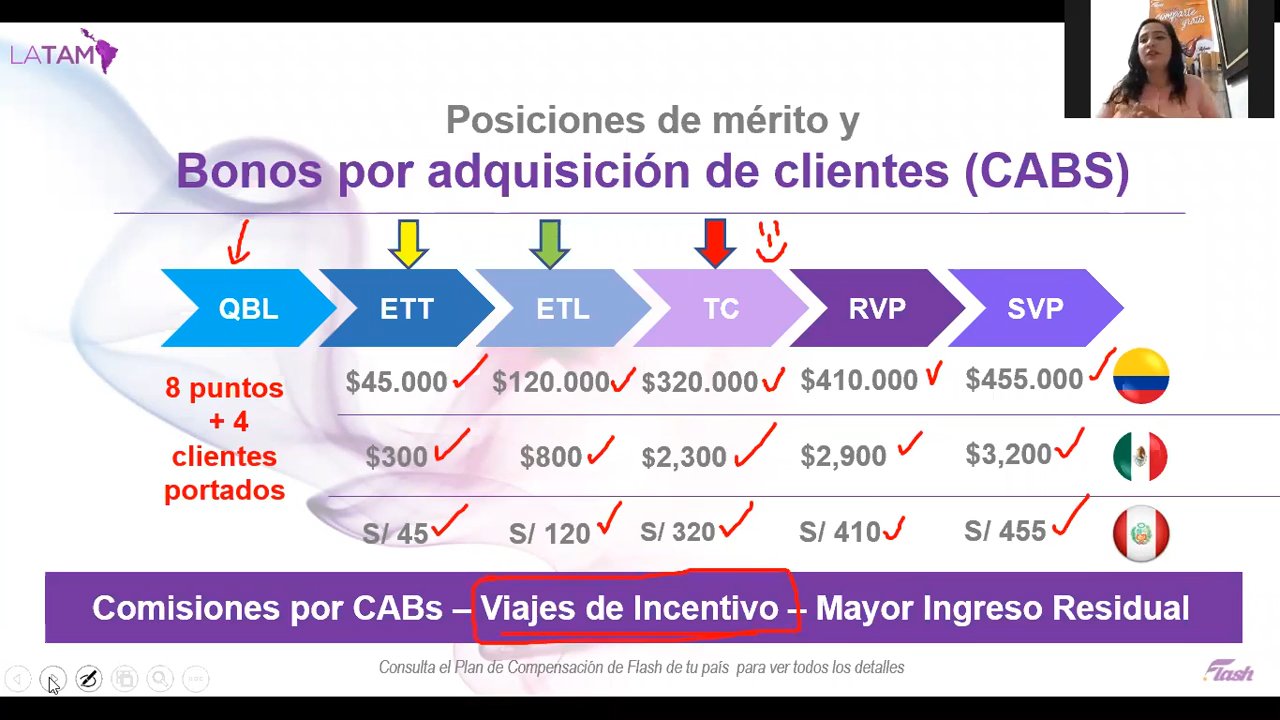 LATAM
comparte
gratis
Posiciones de mérito y
Bonos por adquisición de clientes (CABS)
QBL ETT ETL TC RVP SVP
8 puntos
+ 4
clientes
portados
$45.000 $120.000 $320.000 $410.000 $455.000
$300 $800 $2,300 $2,900 $3,200
S/ 45 S/ 120 S/ 320 S/ 410 S/ 455
Comisiones por CABs – Viajes de Incentivo – Mayor Ingreso Residual
Consulta el Plan de Compensación de Flash de tu país para ver todos los detalles
Flash